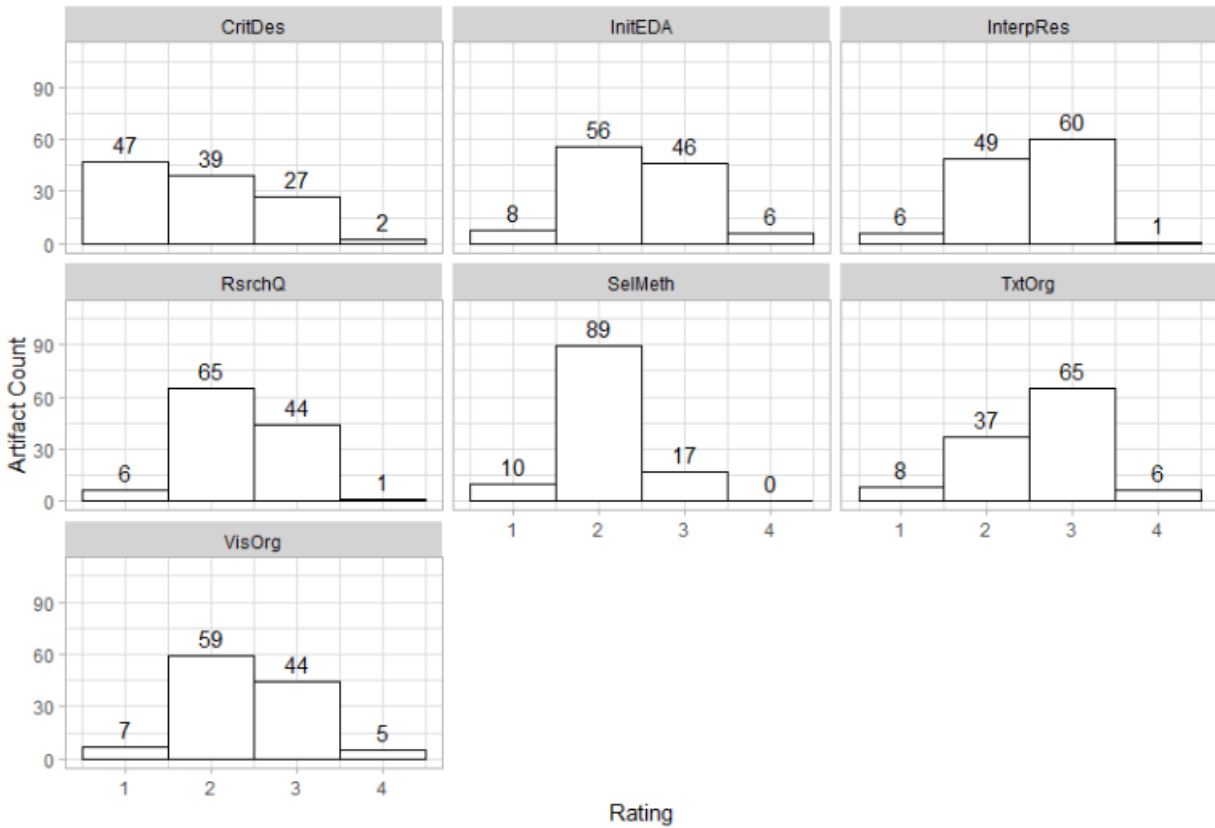 CritDes InitEDA InterpRes
90
60
30
0
47 39 27 2
8 56 46 6
6 49 60 1
RsrchQ SelMeth TxtOrg
Artifact Count
90
60
30
0
6 65 44 1
10 89 17 0
8 37 65 6
1 2 3 4
1 2 3 4
VisOrg
90
60
30
0
7 59 44 5
1 2 3 4
Rating